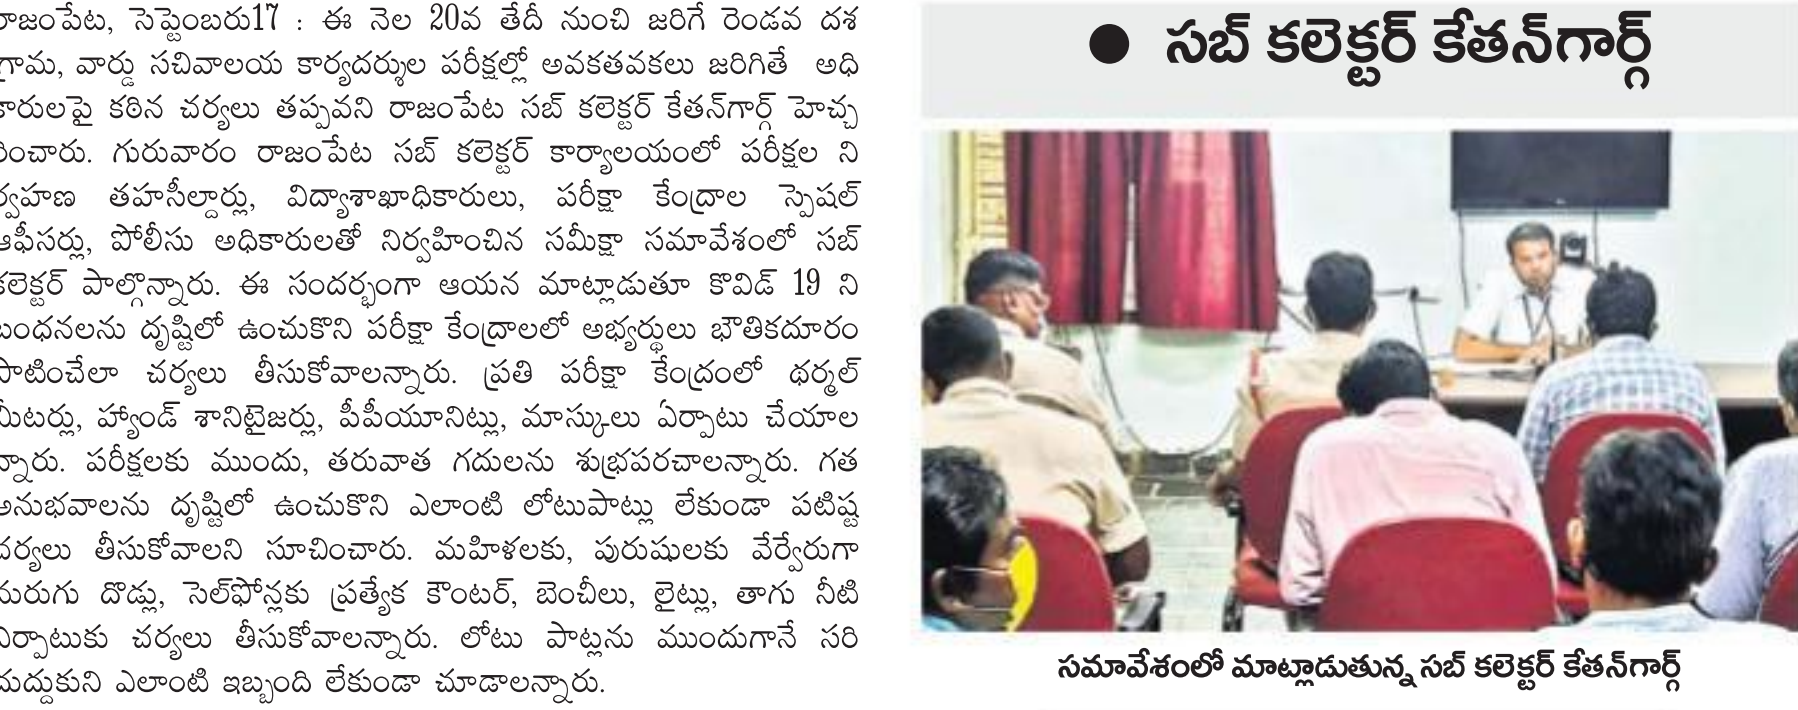 రాజంపేట, సెప్టెంబరు17 : ఈ నెల 20వ తేదీ నుంచి జరిగే రెండవ దశ
గ్రామ, వార్డు సచివాలయ కార్యదర్శుల పరీక్షల్లో అవకతవకలు జరిగితే అధి
కారులపై కఠిన చర్యలు తప్పవని రాజంపేట సబ్ కలెక్టర్ కేతన్‌గార్గ్ హెచ్చ
రించారు. గురువారం రాజంపేట సబ్ కలెక్టర్ కార్యాలయంలో పరీక్షల ని
ర్వహణ తహసీల్దార్లు, విద్యాశాఖాధికారులు, పరీక్షా కేంద్రాల స్పెషల్
ఆఫీసర్లు, పోలీసు అధికారులతో నిర్వహించిన సమీక్షా సమావేశంలో సబ్
కలెక్టర్ పాల్గొన్నారు. ఈ సందర్భంగా ఆయన మాట్లాడుతూ కొవిడ్ 19 ని
బంధనలను దృష్టిలో ఉంచుకొని పరీక్షా కేంద్రాలలో అభ్యర్థులు భౌతికదూరం
పాటించేలా చర్యలు తీసుకోవాలన్నారు. ప్రతి పరీక్షా కేంద్రంలో థర్మల్
మీటర్లు, హ్యాండ్ శానిటైజర్లు, పీపీయూనిట్లు, మాస్కులు ఏర్పాటు చేయాల
న్నారు. పరీక్షలకు ముందు, తరువాత గదులను శుభ్రపరచాలన్నారు. గత
అనుభవాలను దృష్టిలో ఉంచుకొని ఎలాంటి లోటుపాట్లు లేకుండా పటిష్ట
చర్యలు తీసుకోవాలని సూచించారు. మహిళలకు, పురుషులకు వేర్వేరుగా
మరుగు దొడ్లు, సెల్‌ఫోన్లకు ప్రత్యేక కౌంటర్, బెంచీలు, లైట్లు, తాగు నీటి
ఏర్పాటుకు చర్యలు తీసుకోవాలన్నారు. లోటు పాట్లను ముందుగానే సరి
దుద్దుకుని ఎలాంటి ఇబ్బంది లేకుండా చూడాలన్నారు.
● సబ్ కలెక్టర్ కేతన్‌గార్గ్
సమావేశంలో మాట్లాడుతున్న సబ్ కలెక్టర్ కేతన్‌గార్గ్